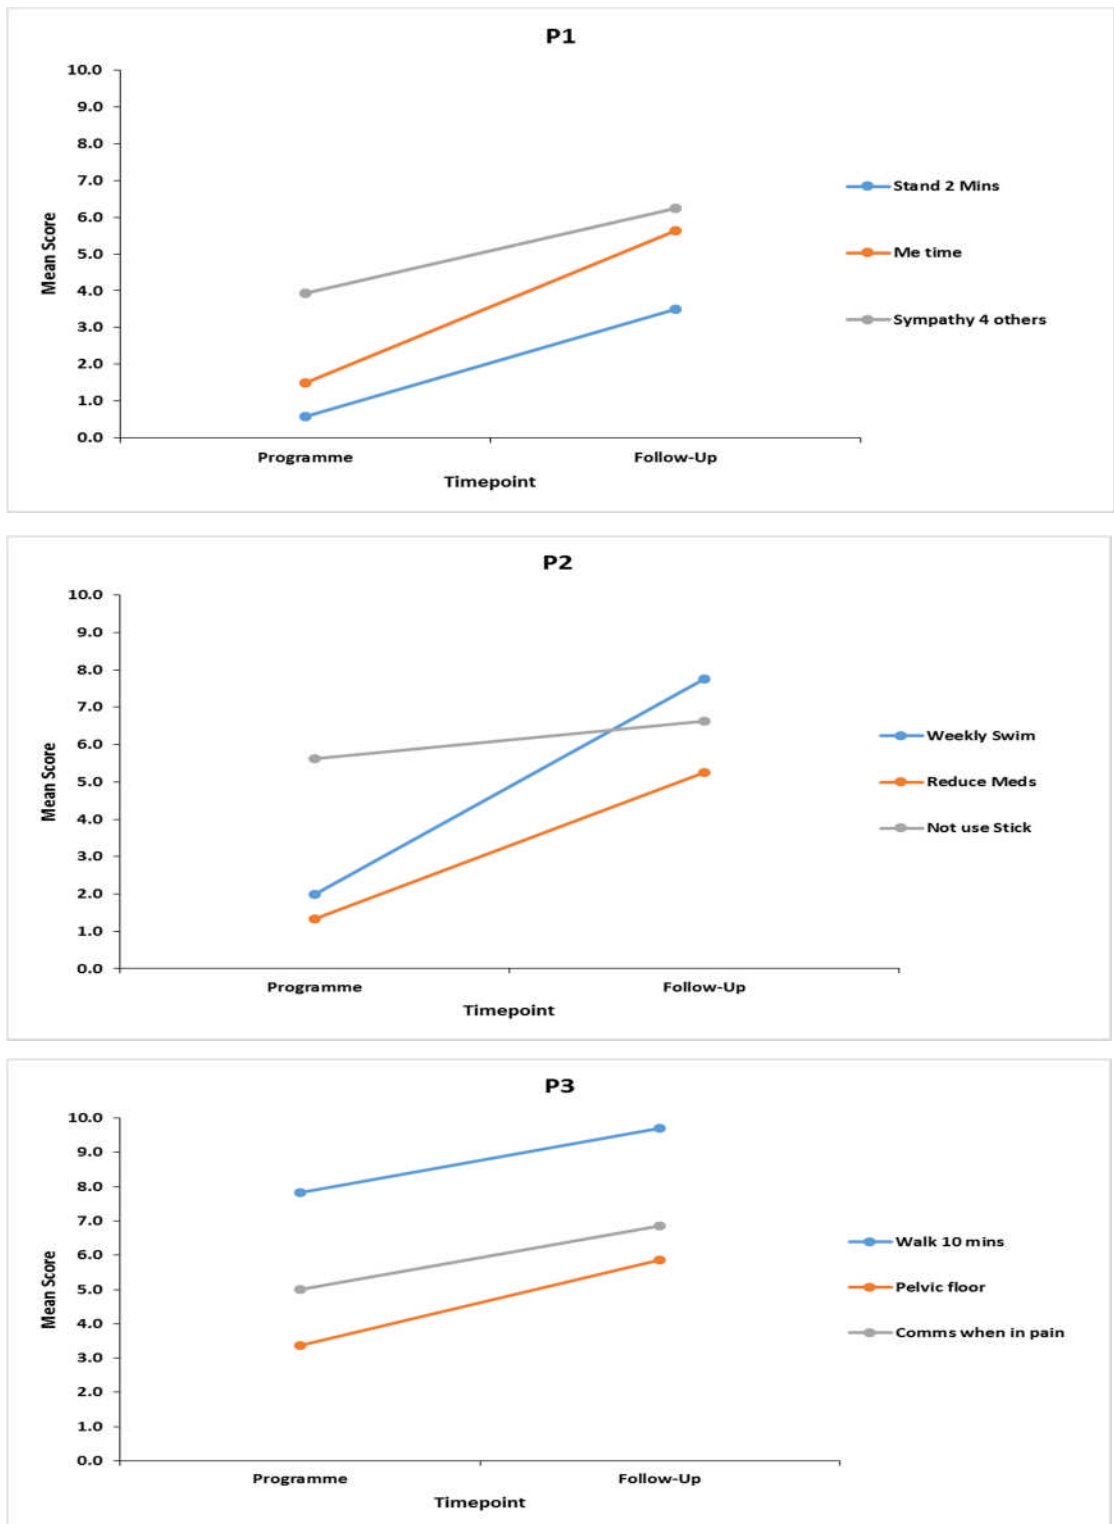 P1
10.0
9.0
8.0
7.0
6.0
5.0
4.0
3.0
2.0
1.0
0.0
Mean Score
Programme
Follow-Up
Timepoint
Stand 2 Mins
Me time
Sympathy 4 others
P2
10.0
9.0
8.0
7.0
6.0
5.0
4.0
3.0
2.0
1.0
0.0
Mean Score
Programme
Follow-Up
Timepoint
Weekly Swim
Reduce Meds
Not use Stick
P3
10.0
9.0
8.0
7.0
6.0
5.0
4.0
3.0
2.0
1.0
0.0
Mean Score
Programme
Follow-Up
Timepoint
Walk 10 mins
Pelvic floor
Comms when in pain